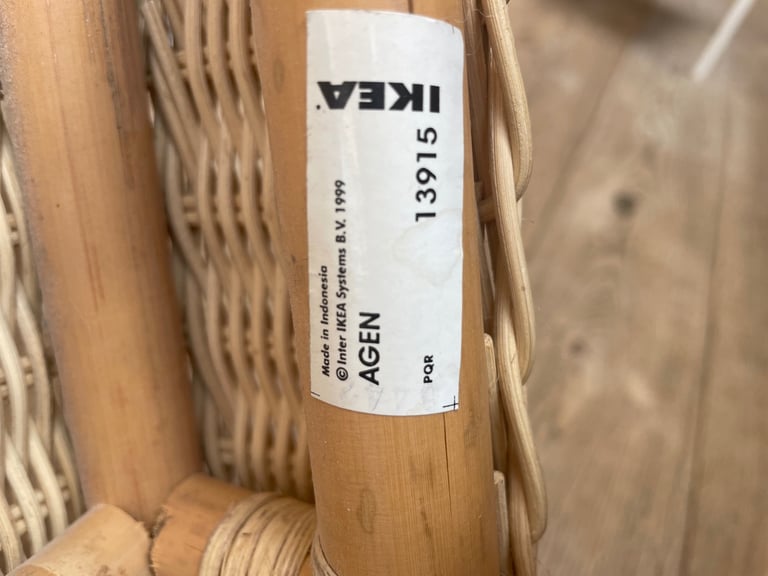 IKEA
13915
Made in Indonesia
© Inter IKEA Systems B.V. 1999
AGEN
PQR